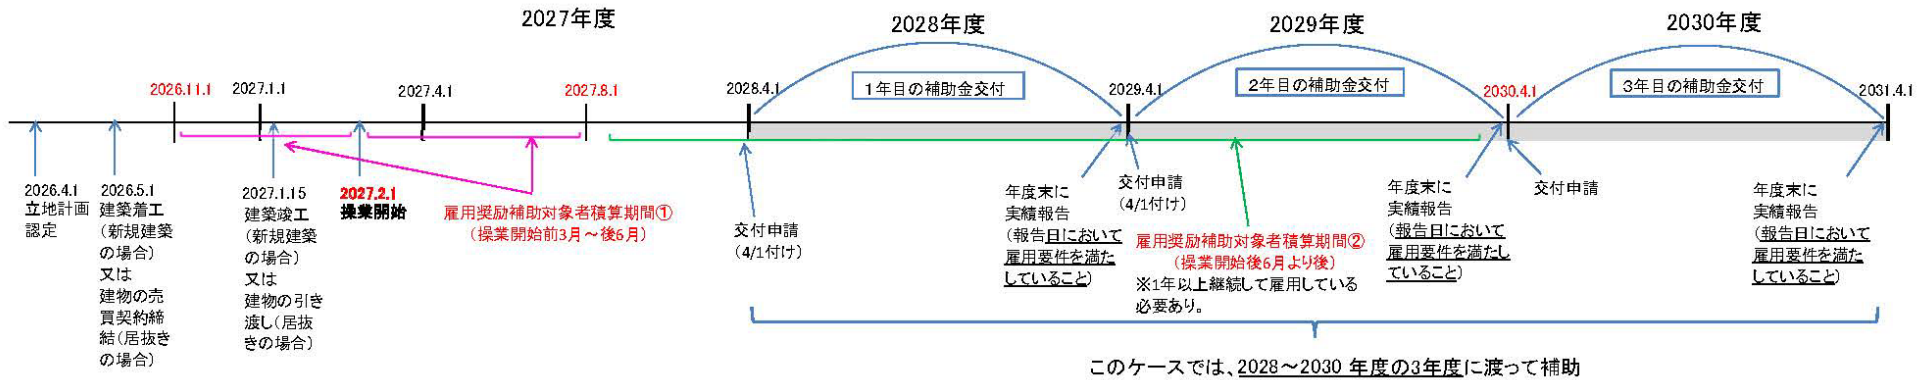 2027年度
2028年度
2029年度
2030年度
1年目の補助金交付
2年目の補助金交付
3年目の補助金交付
2026.11.1
2027.1.1
2027.4.1
2027.8.1
2028.4.1
2029.4.1
2030.4.1
2031.4.1
2026.4.1
立地計画
認定
2026.5.1
建築着工
(新規建築
の場合)
又は
建物の売
買契約締
結(居抜き
の場合)
2027.1.15
建築竣工
(新規建築
の場合)
又は
建物の引き
渡し(居抜
きの場合)
2027.2.1
操業開始
雇用奨励補助対象者積算期間①
(操業開始前3月～後6月)
交付申請
(4/1付け)
年度末に
実績報告
(報告日において
雇用要件を満た
していること)
交付申請
(4/1付け)
雇用奨励補助対象者積算期間②
(操業開始後6月より後)
※1年以上継続して雇用している
必要あり。
年度末に
実績報告
(報告日において
雇用要件を満たし
ていること)
交付申請
年度末に
実績報告
(報告日において
雇用要件を満た
していること)
このケースでは、2028～2030 年度の3年度に渡って補助